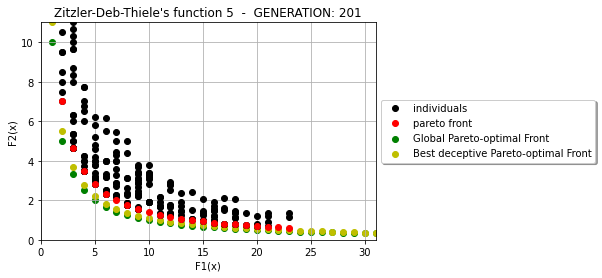 Zitzler-Deb-Thiele's function 5 - GENERATION: 201
10
8
6
4
2
0
F2(x)
0 5 10 15 20 25 30
F1(x)
individuals
pareto front
Global Pareto-optimal Front
Best deceptive Pareto-optimal Front